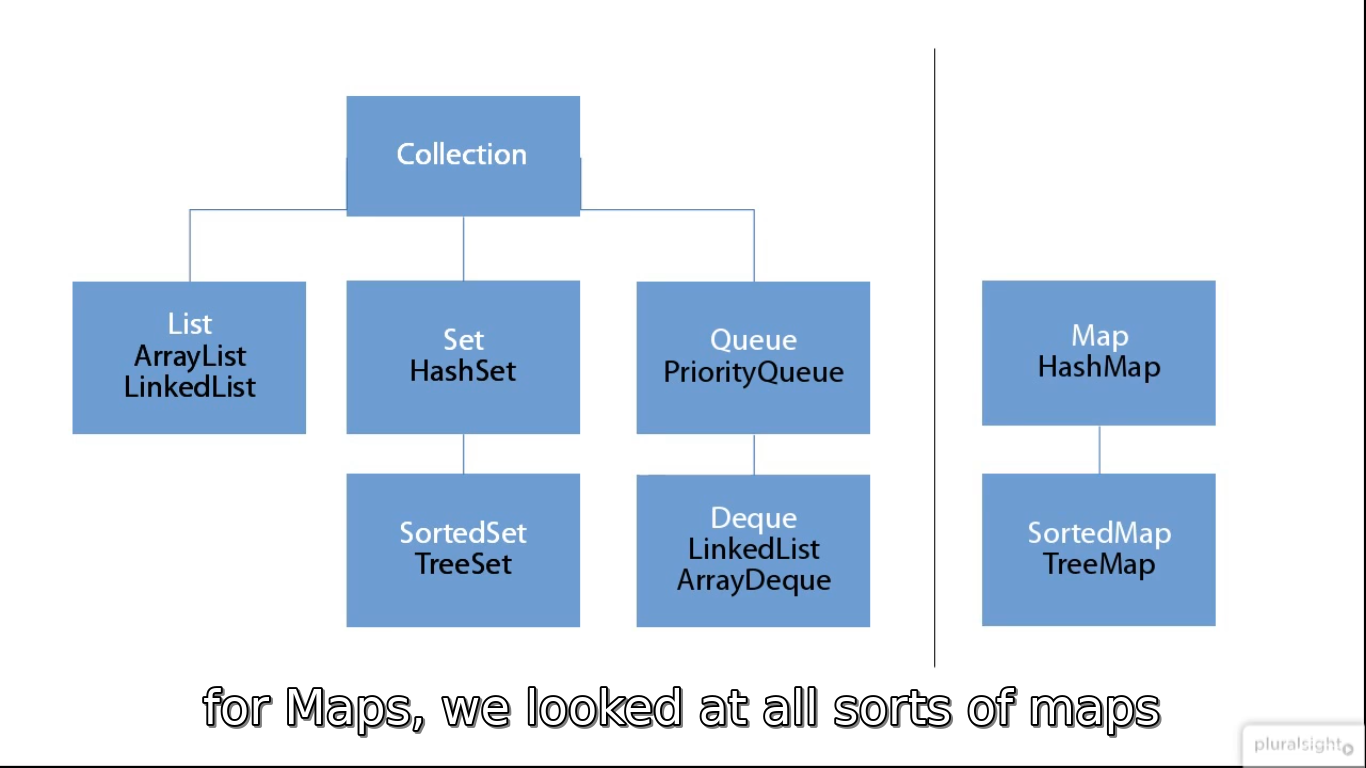 Collection
List
ArrayList
LinkedList
Set
HashSet
Queue
PriorityQueue
Map
HashMap
SortedSet
TreeSet
Deque
LinkedList
ArrayDeque
SortedMap
TreeMap
for Maps, we looked at all sorts of maps
pluralsight